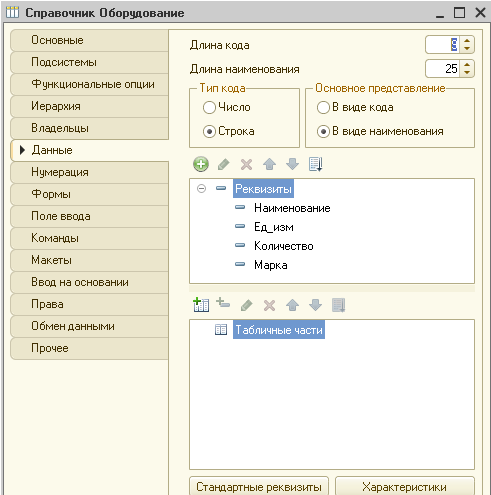 Справочник Оборудование
Основные
Подсистемы
Функциональные опции
Иерархия
Владельцы
Данные
Нумерация
Формы
Поле ввода
Команды
Макеты
Ввод на основании
Права
Обмен данными
Прочее
Длина кода 9
Длина наименования 25
Тип кода
Число
Строка
Основное представление
В виде кода
В виде наименования
Реквизиты
Наименование
Ед_изм
Количество
Марка
Табличные части
Стандартные реквизиты
Характеристики